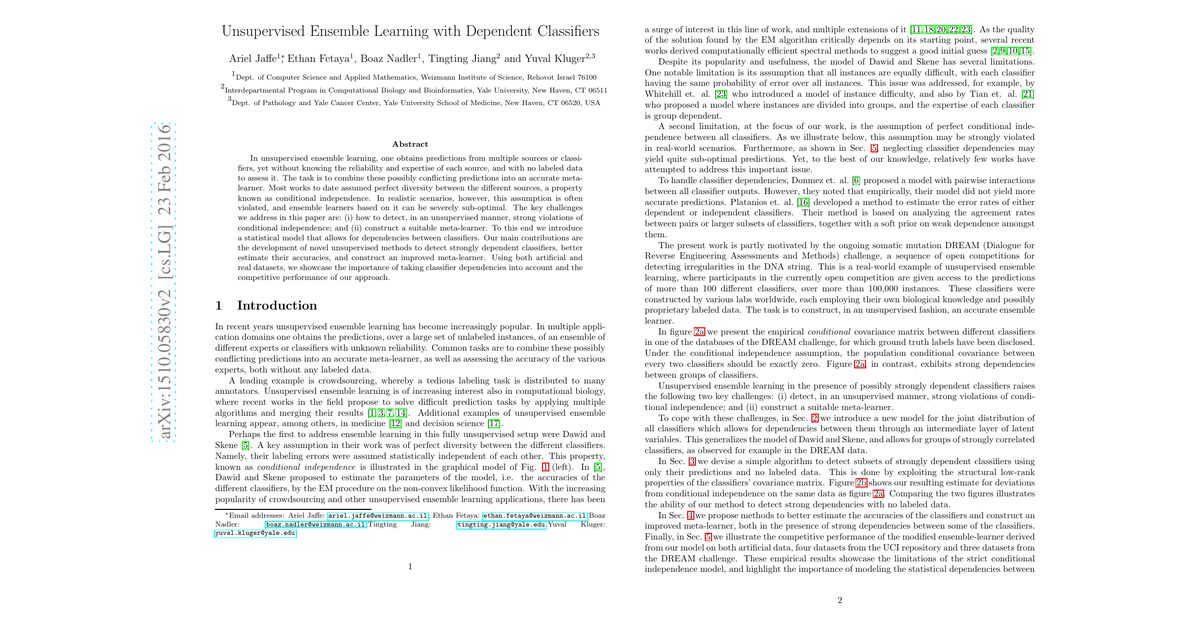 Unsupervised Ensemble Learning with Dependent Classifiers
Ariel Jaffe1*, Ethan Fetaya1, Boaz Nadler1, Tingting Jiang2 and Yuval Kluger2,3
1Dept. of Computer Science and Applied Mathematics, Weizmann Institute of Science, Rehovot Israel 76100
2Interdepartmental Program in Computational Biology and Bioinformatics, Yale University, New Haven, CT 06511
3Dept. of Pathology and Yale Cancer Center, Yale University School of Medicine, New Haven, CT 06520, USA
arXiv:1510.05830v2 [cs.LG] 23 Feb 2016
Abstract
In unsupervised ensemble learning, one obtains predictions from multiple sources or classi-
fiers, yet without knowing the reliability and expertise of each source, and with no labeled data
to assess it. The task is to combine these possibly conflicting predictions into an accurate meta-
learner. Most works to date assumed perfect diversity between the different sources, a property
known as conditional independence. In realistic scenarios, however, this assumption is often
violated, and ensemble learners based on it can be severely sub-optimal. The key challenges
we address in this paper are: (i) how to detect, in an unsupervised manner, strong violations of
conditional independence; and (ii) construct a suitable meta-learner. To this end we introduce
a statistical model that allows for dependencies between classifiers. Our main contributions are
the development of novel unsupervised methods to detect strongly dependent classifiers, better
estimate their accuracies, and construct an improved meta-learner. Using both artificial and
real datasets, we showcase the importance of taking classifier dependencies into account and the
competitive performance of our approach.
1 Introduction
In recent years unsupervised ensemble learning has become increasingly popular. In multiple appli-
cation domains one obtains the predictions, over a large set of unlabeled instances, of an ensemble of
different experts or classifiers with unknown reliability. Common tasks are to combine these possibly
conflicting predictions into an accurate meta-learner, as well as assessing the accuracy of the various
experts, both without any labeled data.
A leading example is crowdsourcing, whereby a tedious labeling task is distributed to many
annotators. Unsupervised ensemble learning is of increasing interest also in computational biology,
where recent works in the field propose to solve difficult prediction tasks by applying multiple
algorithms and merging their results [1, 3, 7, 14]. Additional examples of unsupervised ensemble
learning appear, among others, in medicine [12] and decision science [17].
Perhaps the first to address ensemble learning in this fully unsupervised setup were Dawid and
Skene [5]. A key assumption in their work was of perfect diversity between the different classifiers.
Namely, their labeling errors were assumed statistically independent of each other. This property,
known as conditional independence is illustrated in the graphical model of Fig. 1 (left). In [5],
Dawid and Skene proposed to estimate the parameters of the model, i.e. the accuracies of the
different classifiers, by the EM procedure on the non-convex likelihood function. With the increasing
popularity of crowdsourcing and other unsupervised ensemble learning applications, there has been
*Email addresses: Ariel Jaffe: ariel.jaffe@weizmann.ac.il Ethan Fetaya: ethan.fetaya@weizmann.ac.il Boaz
Nadler: boaz.nadler@weizmann.ac.il Tingting Jiang: tingting.jiang@yale.edu Yuval Kluger:
yuval.kluger@yale.edu
1
a surge of interest in this line of work, and multiple extensions of it [11, 18, 20, 22, 23]. As the quality
of the solution found by the EM algorithm critically depends on its starting point, several recent
works derived computationally efficient spectral methods to suggest a good initial guess [2, 9, 10, 15].
Despite its popularity and usefulness, the model of Dawid and Skene has several limitations.
One notable limitation is its assumption that all instances are equally difficult, with each classifier
having the same probability of error over all instances. This issue was addressed, for example, by
Whitehill et. al. [23] who introduced a model of instance difficulty, and also by Tian et. al. [21]
who proposed a model where instances are divided into groups, and the expertise of each classifier
is group dependent.
A second limitation, at the focus of our work, is the assumption of perfect conditional inde-
pendence between all classifiers. As we illustrate below, this assumption may be strongly violated
in real-world scenarios. Furthermore, as shown in Sec. 5, neglecting classifier dependencies may
yield quite sub-optimal predictions. Yet, to the best of our knowledge, relatively few works have
attempted to address this important issue.
To handle classifier dependencies, Donmez et. al. [6] proposed a model with pairwise interactions
between all classifier outputs. However, they noted that empirically, their model did not yield more
accurate predictions. Platanios et. al. [16] developed a method to estimate the error rates of either
dependent or independent classifiers. Their method is based on analyzing the agreement rates
between pairs or larger subsets of classifiers, together with a soft prior on weak dependence amongst
them.
The present work is partly motivated by the ongoing somatic mutation DREAM (Dialogue for
Reverse Engineering Assessments and Methods) challenge, a sequence of open competitions for
detecting irregularities in the DNA string. This is a real-world example of unsupervised ensemble
learning, where participants in the currently open competition are given access to the predictions
of more than 100 different classifiers, over more than 100,000 instances. These classifiers were
constructed by various labs worldwide, each employing their own biological knowledge and possibly
proprietary labeled data. The task is to construct, in an unsupervised fashion, an accurate ensemble
learner.
In figure 2a we present the empirical conditional covariance matrix between different classifiers
in one of the databases of the DREAM challenge, for which ground truth labels have been disclosed.
Under the conditional independence assumption, the population conditional covariance between
every two classifiers should be exactly zero. Figure 2a, in contrast, exhibits strong dependencies
between groups of classifiers.
Unsupervised ensemble learning in the presence of possibly strongly dependent classifiers raises
the following two key challenges: (i) detect, in an unsupervised manner, strong violations of condi-
tional independence; and (ii) construct a suitable meta-learner.
To cope with these challenges, in Sec. 2 we introduce a new model for the joint distribution of
all classifiers which allows for dependencies between them through an intermediate layer of latent
variables. This generalizes the model of Dawid and Skene, and allows for groups of strongly correlated
classifiers, as observed for example in the DREAM data.
In Sec. 3 we devise a simple algorithm to detect subsets of strongly dependent classifiers using
only their predictions and no labeled data. This is done by exploiting the structural low-rank
properties of the classifiers' covariance matrix. Figure 2b shows our resulting estimate for deviations
from conditional independence on the same data as figure 2a. Comparing the two figures illustrates
the ability of our method to detect strong dependencies with no labeled data.
In Sec. 4 we propose methods to better estimate the accuracies of the classifiers and construct an
improved meta-learner, both in the presence of strong dependencies between some of the classifiers.
Finally, in Sec. 5 we illustrate the competitive performance of the modified ensemble-learner derived
from our model on both artificial data, four datasets from the UCI repository and three datasets from
the DREAM challenge. These empirical results showcase the limitations of the strict conditional
independence model, and highlight the importance of modeling the statistical dependencies between
2